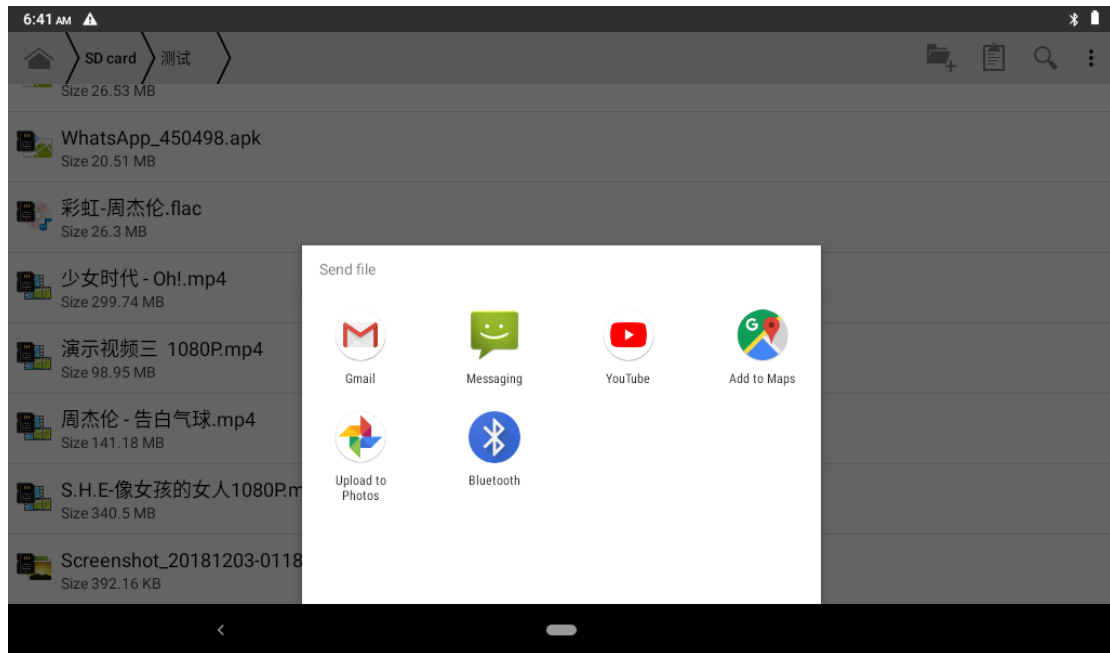 6:41 AM
SD card
测试
Size 26.53 MB
WhatsApp_450498.apk
Size 20.51 MB
彩虹-周杰伦.flac
Size 26.3 MB
少女时代 - Oh!.mp4
Size 299.74 MB
演示视频三 1080P.mp4
Size 98.95 MB
周杰伦 - 告白气球.mp4
Size 141.18 MB
S.H.E-像女孩的女人1080P.m
Size 340.5 MB
Screenshot_20181203-0118
Size 392.16 KB
Send file
Gmail
Messaging
YouTube
Add to Maps
Upload to
Photos
Bluetooth